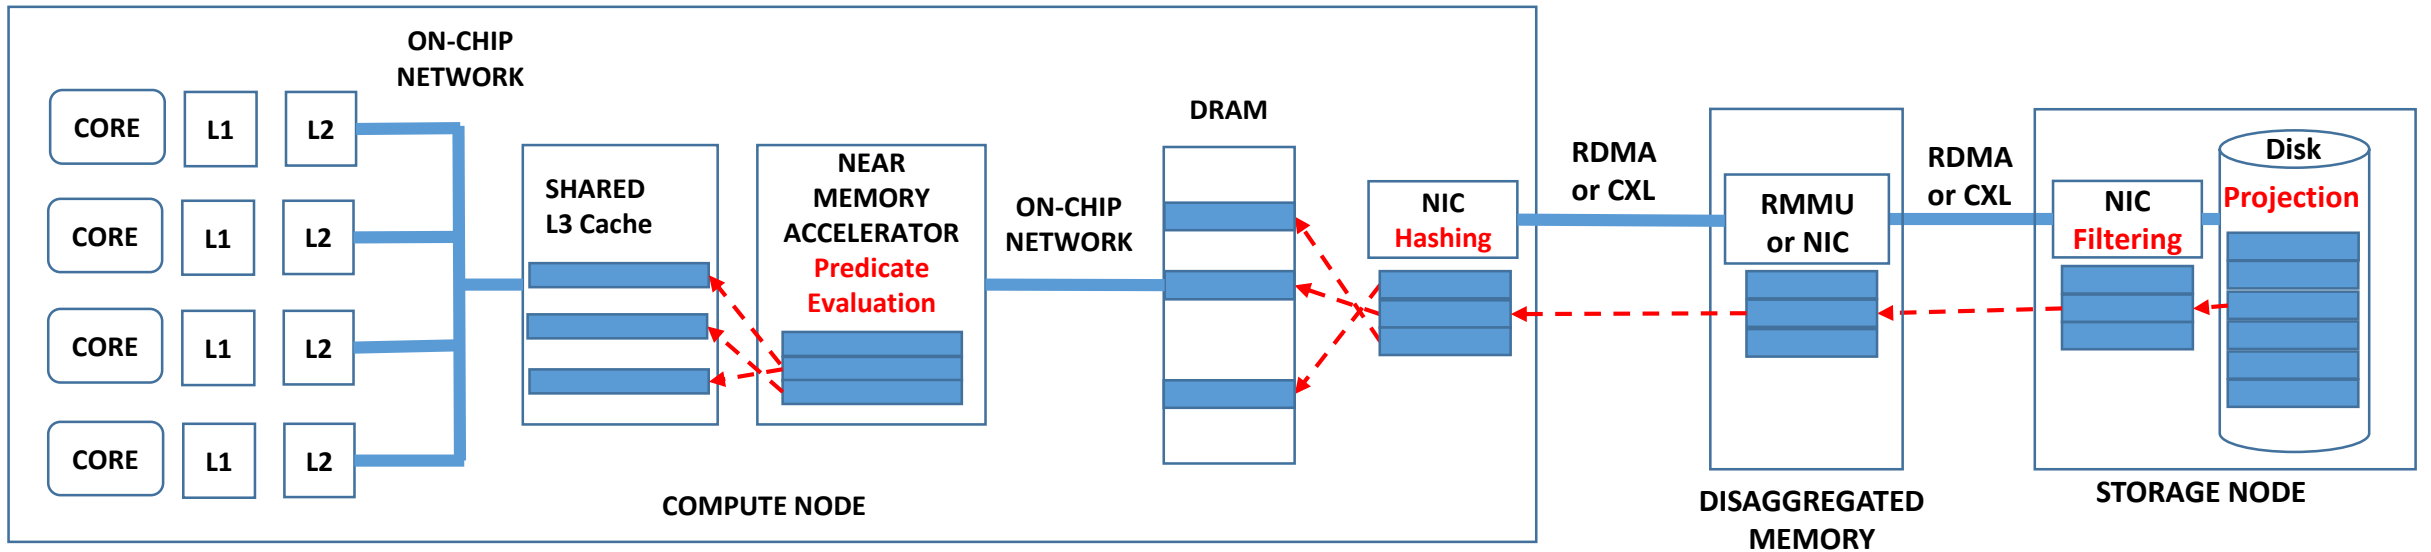 ON-CHIP
NETWORK
CORE
L1
L2
CORE
L1
L2
CORE
L1
L2
CORE
L1
L2
SHARED
L3 Cache
NEAR
MEMORY
ACCELERATOR
Predicate
Evaluation
ON-CHIP
NETWORK
DRAM
NIC
Hashing
COMPUTE NODE
RDMA
or CXL
RMMU
or NIC
DISAGGREGATED
MEMORY
RDMA
or CXL
NIC
Filtering
Disk
Projection
STORAGE NODE